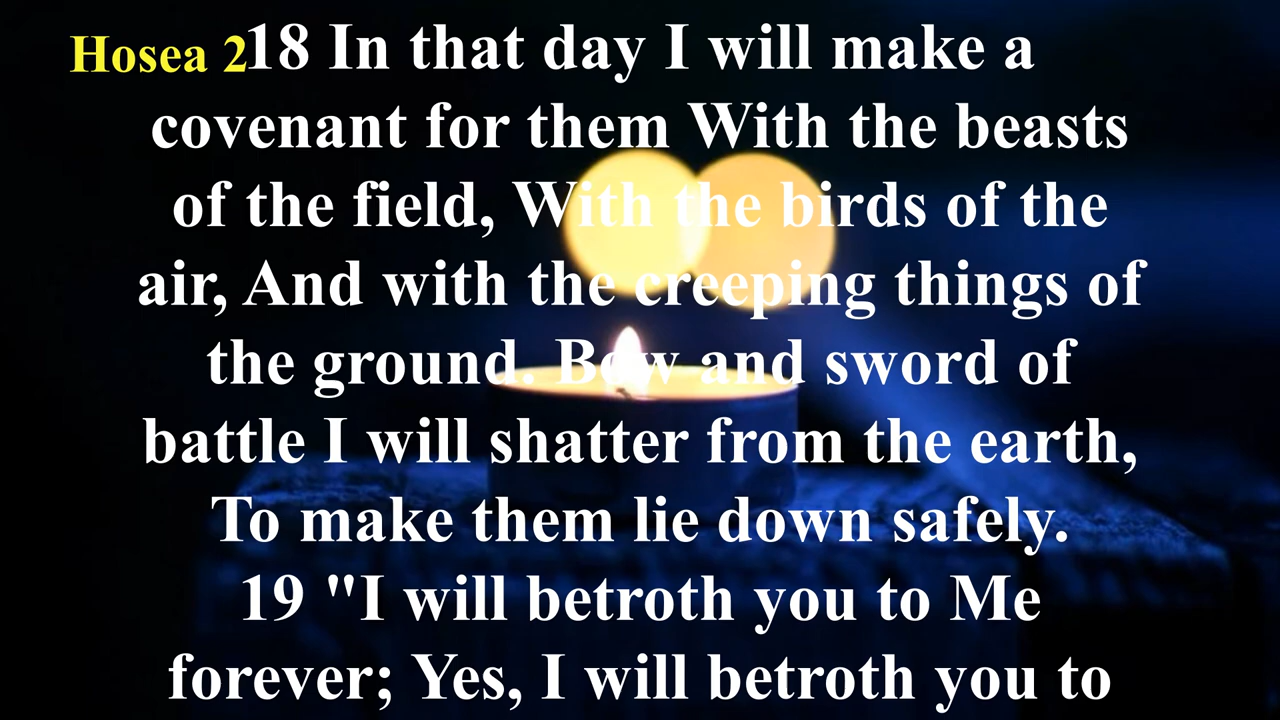 Hosea 2
18 In that day I will make a
covenant for them With the beasts
of the field, With the birds of the
air, And with the creeping things of
the ground. Bow and sword of
battle I will shatter from the earth,
To make them lie down safely.
19 "I will betroth you to Me
forever; Yes, I will betroth you to